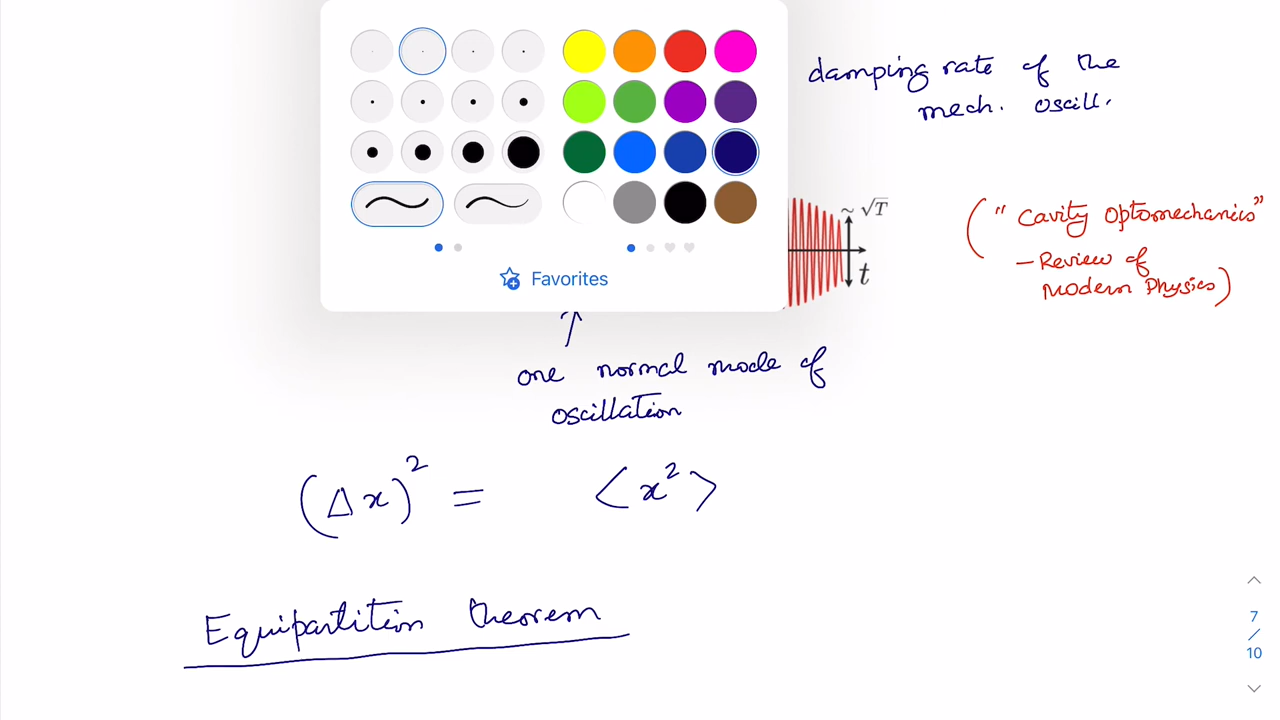 damping rate of the
mech. oscill.
~ √T
t
("Cavity Optomechanics"
– Review of
Modern Physics)
Favorites
one normal mode of
oscillation
(Δx)² = ⟨x²⟩
Equipartition theorem
7
/
10